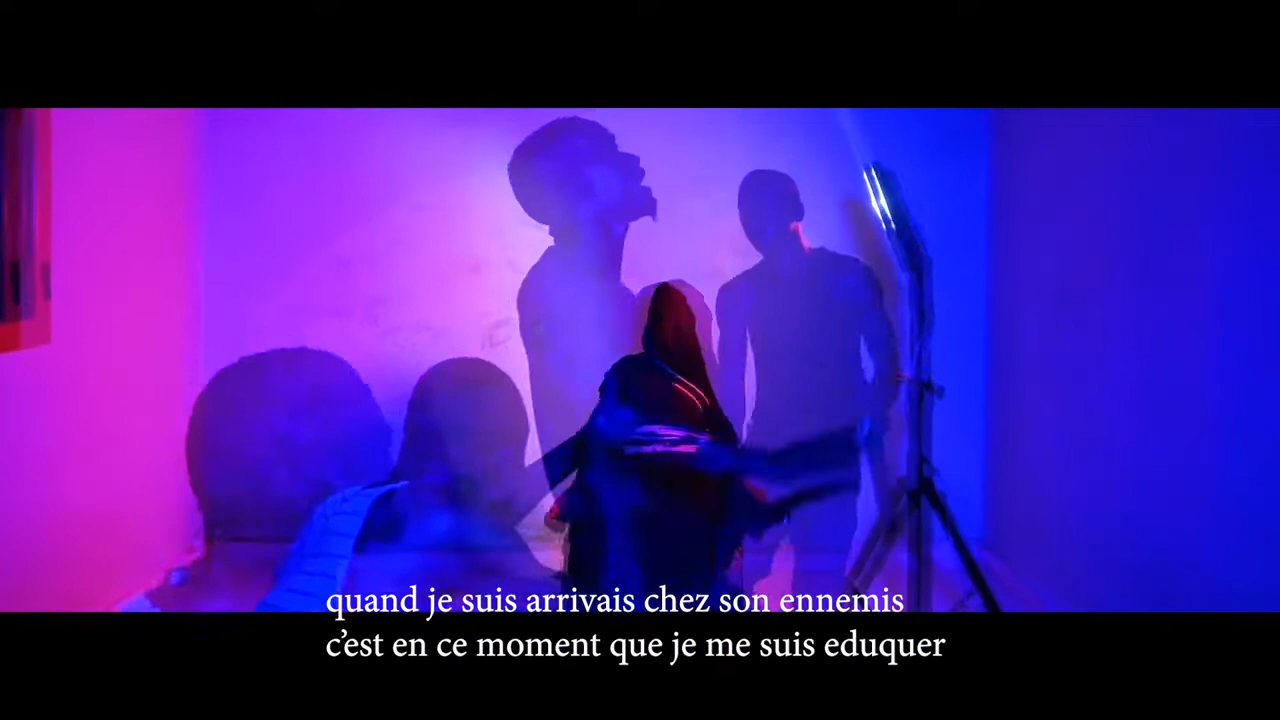 quand je suis arrivais chez son ennemis
c'est en ce moment que je me suis eduquer